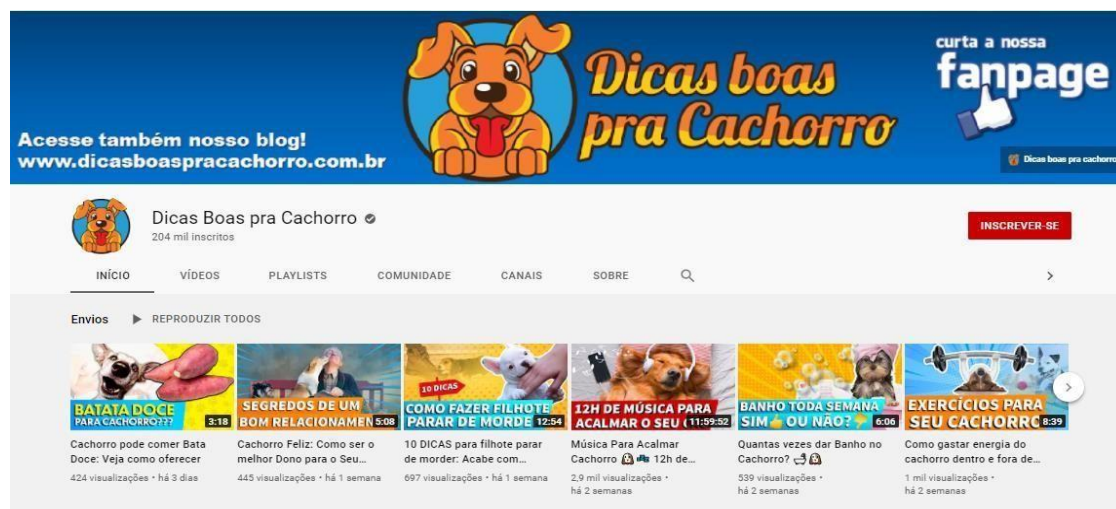 Acesse também nosso blog!
www.dicasboaspracachorro.com.br
Dicas boas
pra Cachorro
curta a nossa
fanpage
Dicas boas pra cachorro
Dicas Boas pra Cachorro
204 mil inscritos
INSCREVER-SE
INÍCIO VÍDEOS PLAYLISTS COMUNIDADE CANAIS SOBRE
Envios REPRODUZIR TODOS
BATATA DOCE
PARA CACHORRO???
3:18
Cachorro pode comer Bata
Doce: Veja como oferecer
424 visualizações • há 3 dias
SEGREDOS DE UM
BOM RELACIONAMEN
5:08
Cachorro Feliz: Como ser o
melhor Dono para o Seu...
445 visualizações • há 1 semana
10 DICAS
COMO FAZER FILHOTE
PARAR DE MORDE
12:54
10 DICAS para filhote parar
de morder: Acabe com...
697 visualizações • há 1 semana
12H DE MÚSICA PARA
ACALMAR O SEU
11:59:52
Música Para Acalmar
Cachorro 🐶 💤 12h de...
2,9 mil visualizações •
há 2 semanas
BANHO TODA SEMANA
SIM👍 OU NÃO?👎
6:06
Quantas vezes dar Banho no
Cachorro? 🛁🐶
539 visualizações •
há 2 semanas
EXERCÍCIOS PARA
SEU CACHORR
8:39
Como gastar energia do
cachorro dentro e fora de...
1 mil visualizações •
há 2 semanas